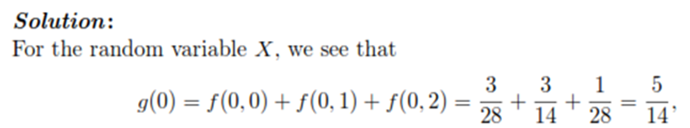 Solution:
For the random variable X, we see that
g(0) = f(0,0) + f(0,1) + f(0,2) = 3/28 + 3/14 + 1/28 = 5/14,